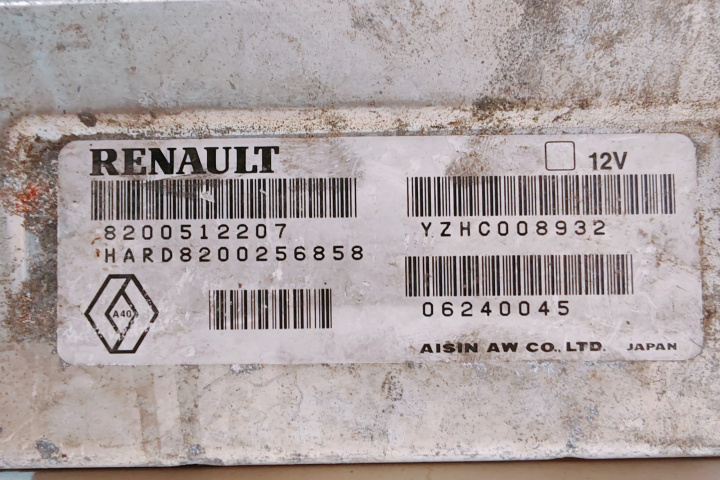 RENAULT
12V
8200512207
YZHC008932
HARD8200256858
06240045
A40
AISIN AW CO., LTD. JAPAN